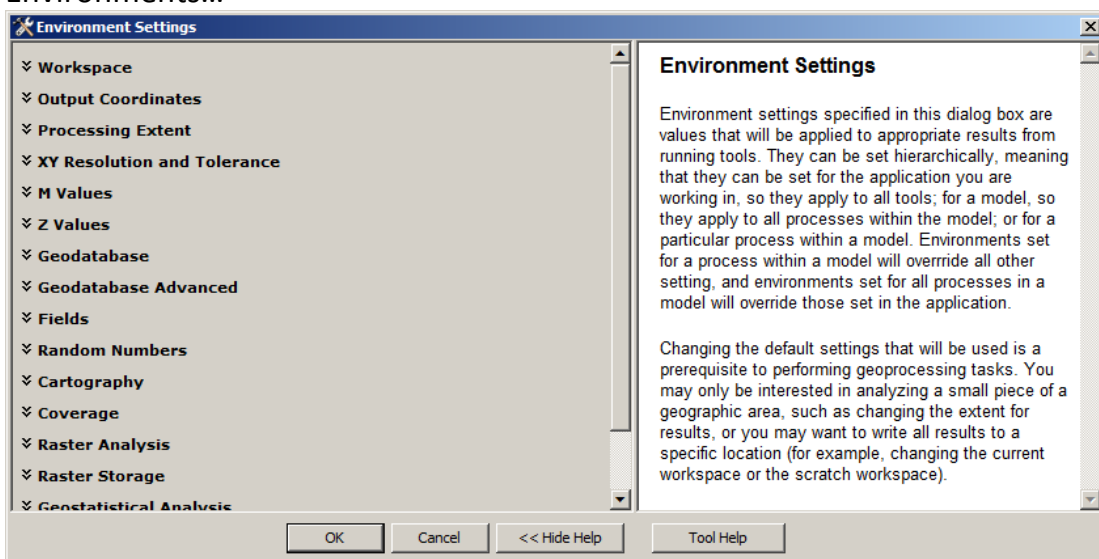 Environments...
Environment Settings
Workspace
Output Coordinates
Processing Extent
XY Resolution and Tolerance
M Values
Z Values
Geodatabase
Geodatabase Advanced
Fields
Random Numbers
Cartography
Coverage
Raster Analysis
Raster Storage
Geostatistical Analysis
Environment Settings
Environment settings specified in this dialog box are
values that will be applied to appropriate results from
running tools. They can be set hierarchically, meaning
that they can be set for the application you are
working in, so they apply to all tools; for a model, so
they apply to all processes within the model; or for a
particular process within a model. Environments set
for a process within a model will overrride all other
setting, and environments set for all processes in a
model will override those set in the application.
Changing the default settings that will be used is a
prerequisite to performing geoprocessing tasks. You
may only be interested in analyzing a small piece of a
geographic area, such as changing the extent for
results, or you may want to write all results to a
specific location (for example, changing the current
workspace or the scratch workspace).
OK Cancel << Hide Help Tool Help